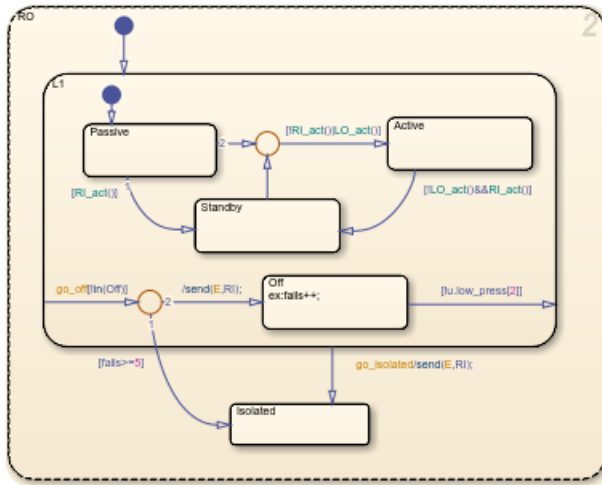 RO
2
L1
Passive
2
[!RI_act()|LO_act()]
Active
[RI_act()]
1
Standby
[!LO_act()&&RI_act()]
go_off[!in(Off)]
2
/send(E,RI);
Off
ex:fails++;
[!u.low_press[2]]
1
[fails>=5]
go_isolated/send(E,RI);
Isolated